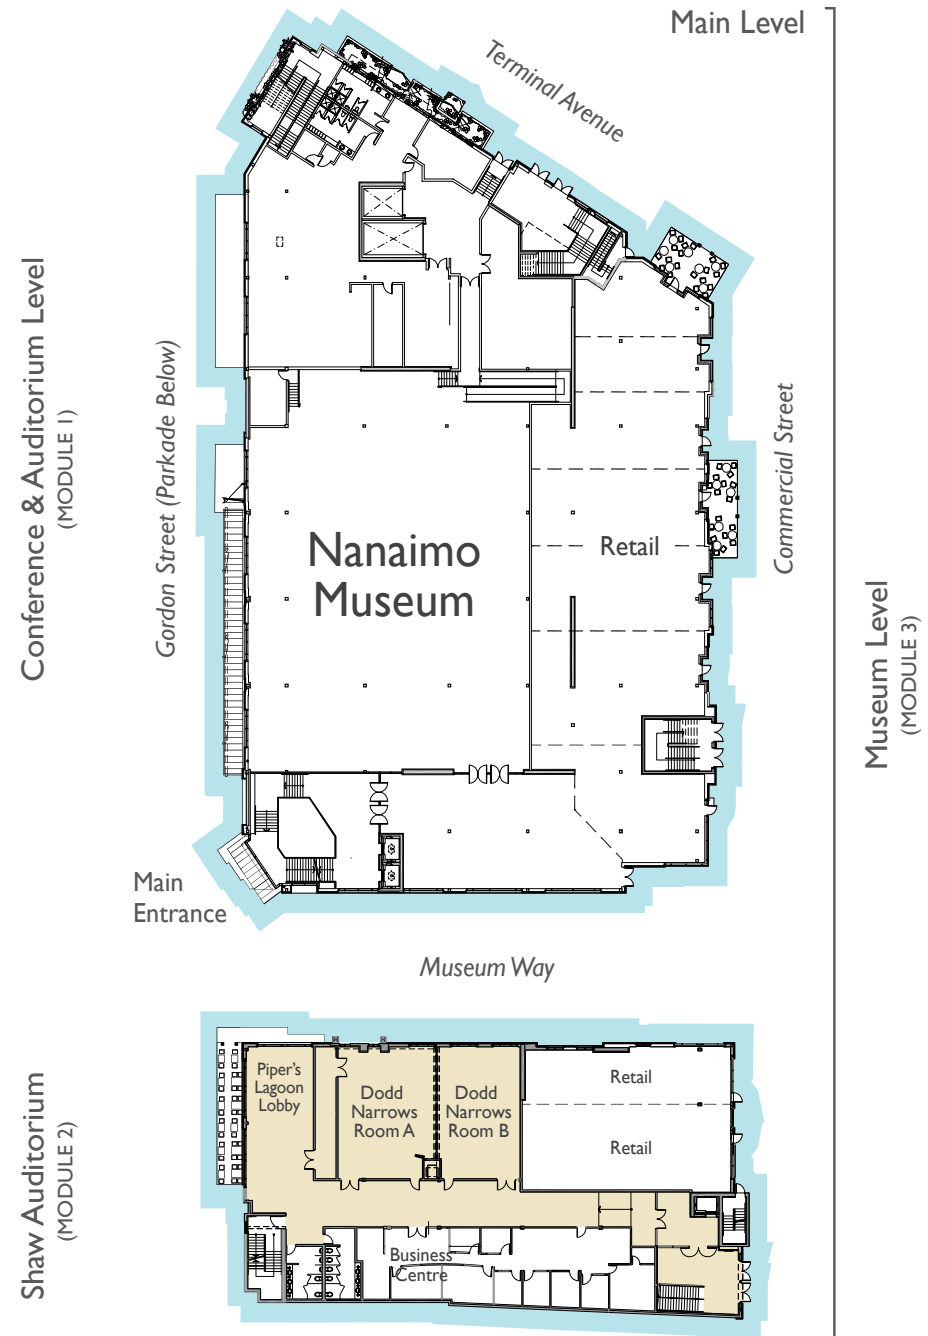 Main Level
Terminal Avenue
Conference & Auditorium Level
(MODULE 1)
Gordon Street (Parkade Below)
Commercial Street
Nanaimo
Museum
Retail
Museum Level
(MODULE 3)
Main
Entrance
Museum Way
Shaw Auditorium
(MODULE 2)
Piper's
Lagoon
Lobby
Dodd
Narrows
Room A
Dodd
Narrows
Room B
Retail
Retail
Business
Centre